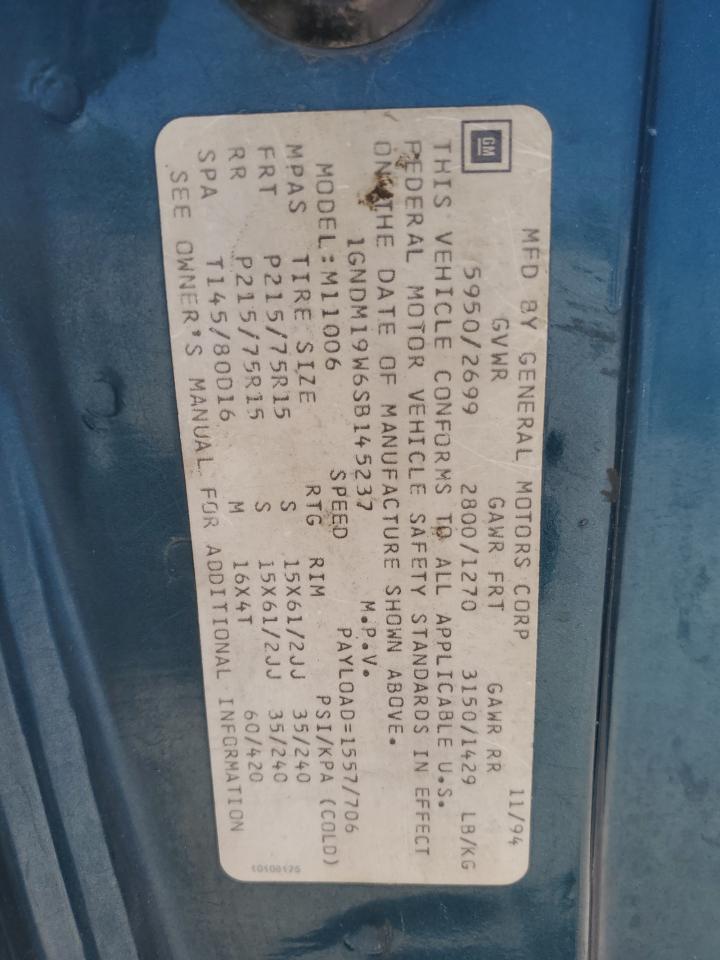 GM
MFD BY GENERAL MOTORS CORP 11/94
GVWR GAWR FRT GAWR RR
5950/2699 2800/1270 3150/1429 LB/KG
THIS VEHICLE CONFORMS TO ALL APPLICABLE U.S.
FEDERAL MOTOR VEHICLE SAFETY STANDARDS IN EFFECT
ON THE DATE OF MANUFACTURE SHOWN ABOVE.
1GNDM19W6SB145237 M.P.V.
MODEL:M11006 PAYLOAD=1557/706
SPEED
MPAS TIRE SIZE RTG RIM PSI/KPA (COLD)
FRT P215/75R15 S 15X61/2JJ 35/240
RR P215/75R15 S 15X61/2JJ 35/240
SPA T145/80D16 M 16X4T 60/420
SEE OWNER'S MANUAL FOR ADDITIONAL INFORMATION